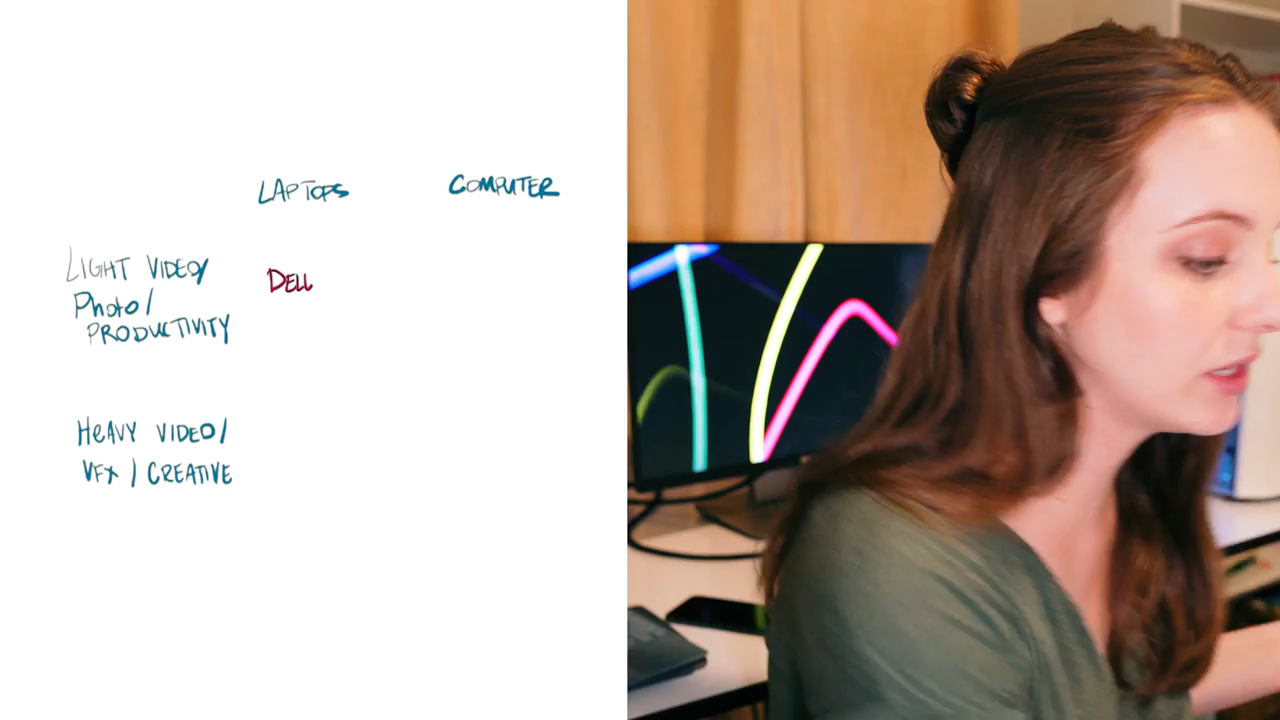 LAPTOPS COMPUTER
LIGHT VIDEO/
Photo/
PRODUCTIVITY
DELL
HEAVY VIDEO/
VFX / CREATIVE